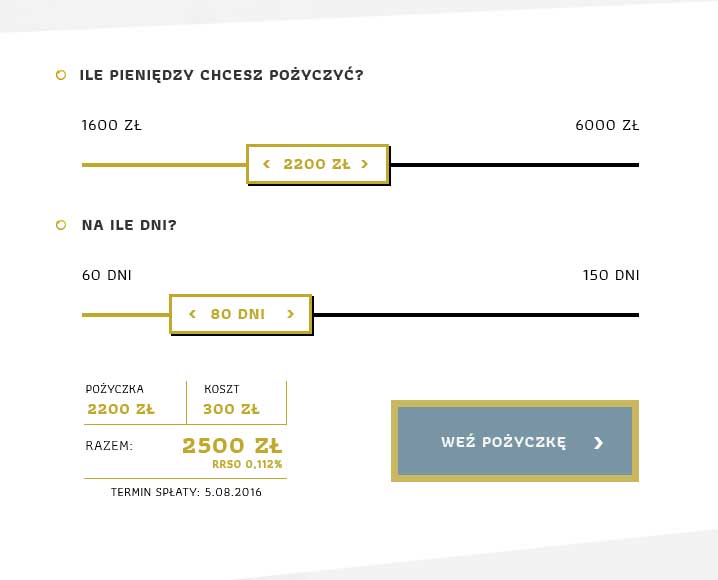 ILE PIENIĘDZY CHCESZ POŻYCZYĆ?
1600 ZŁ 6000 ZŁ
‹ 2200 ZŁ ›
NA ILE DNI?
60 DNI 150 DNI
‹ 80 DNI ›
POŻYCZKA KOSZT
2200 ZŁ 300 ZŁ
RAZEM: 2500 ZŁ
RRSO 0,112%
WEŹ POŻYCZKĘ ›
TERMIN SPŁATY: 5.08.2016